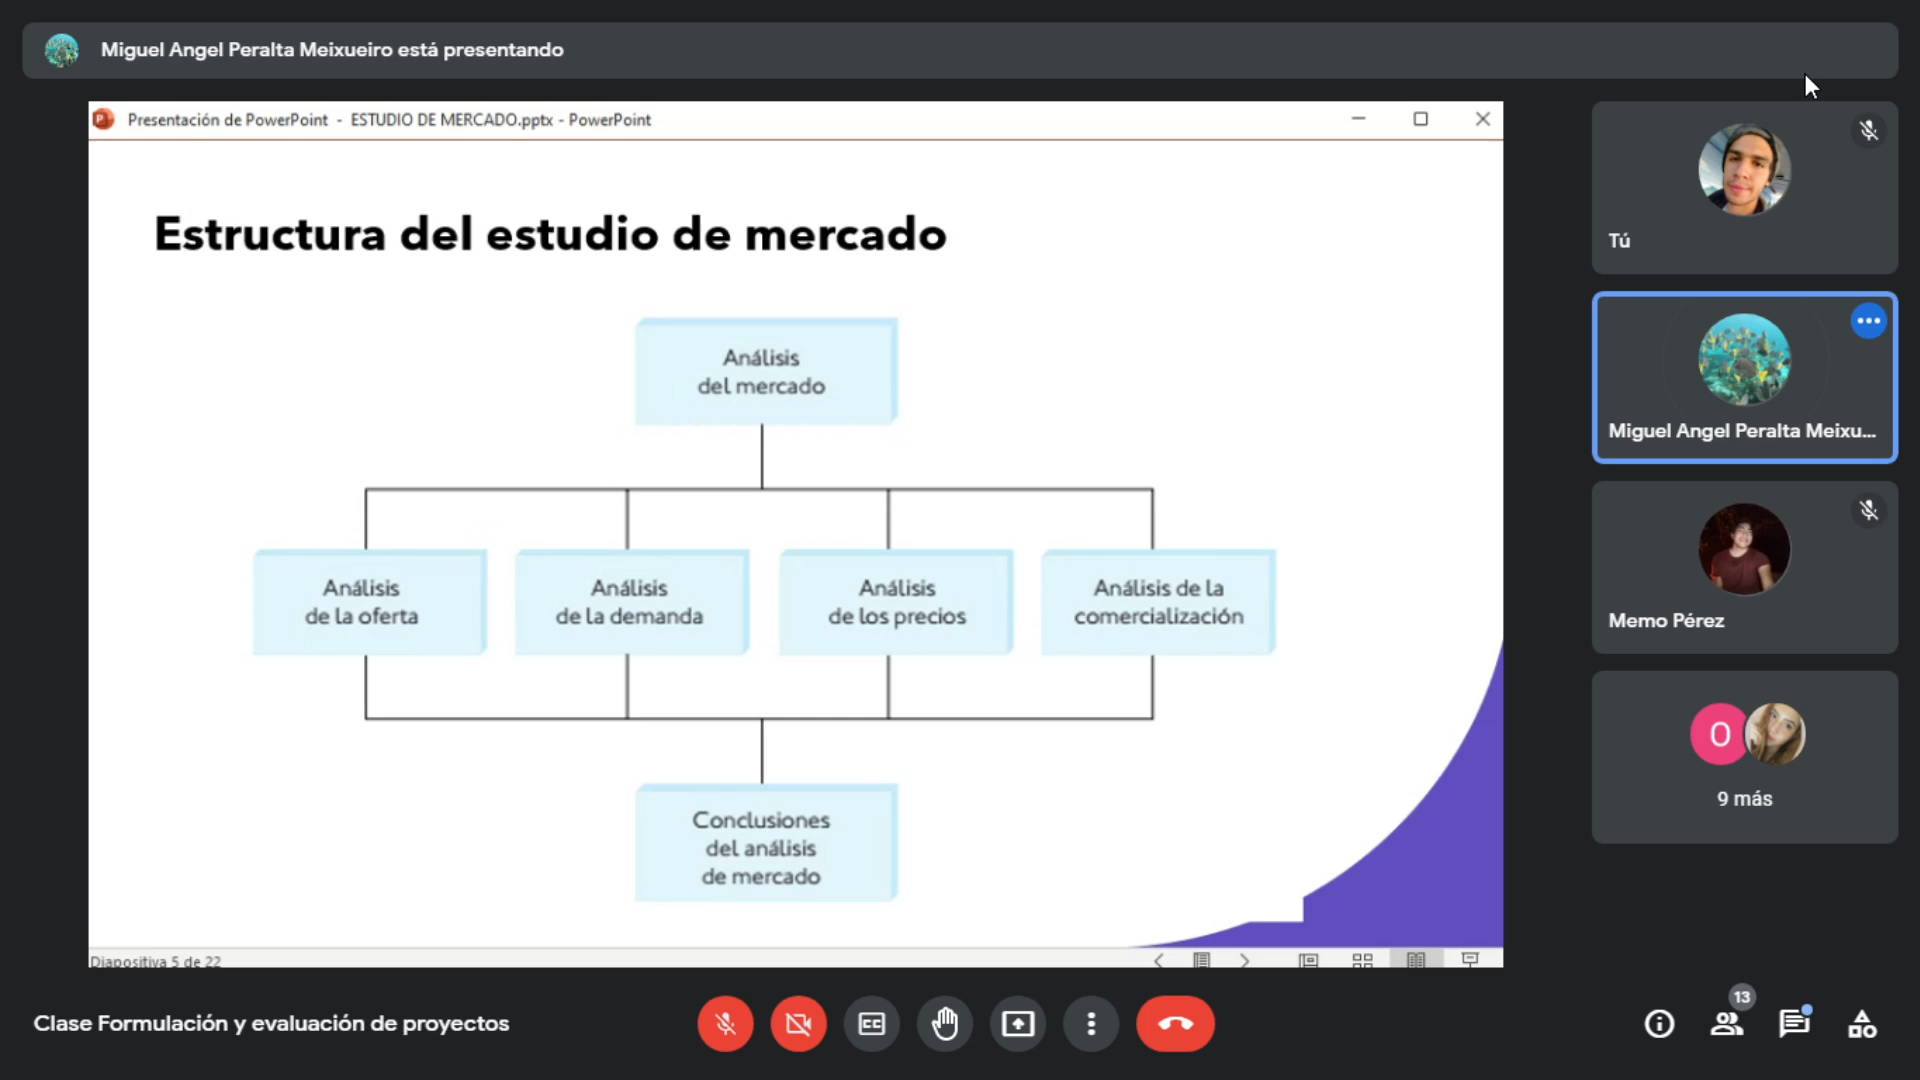 Miguel Angel Peralta Meixueiro está presentando
Presentación de PowerPoint - ESTUDIO DE MERCADO.pptx - PowerPoint
Estructura del estudio de mercado
Análisis
del mercado
Análisis
de la oferta
Análisis
de la demanda
Análisis
de los precios
Análisis de la
comercialización
Conclusiones
del análisis
de mercado
Diapositiva 5 de 22
Tú
Miguel Angel Peralta Meixu...
Memo Pérez
O
9 más
Clase Formulación y evaluación de proyectos
CC
13